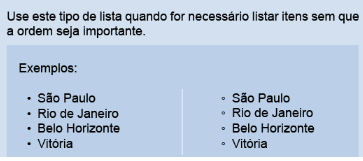 Use este tipo de lista quando for necessário listar itens sem que
a ordem seja importante.
Exemplos:
• São Paulo
• Rio de Janeiro
• Belo Horizonte
• Vitória
◦ São Paulo
◦ Rio de Janeiro
◦ Belo Horizonte
◦ Vitória